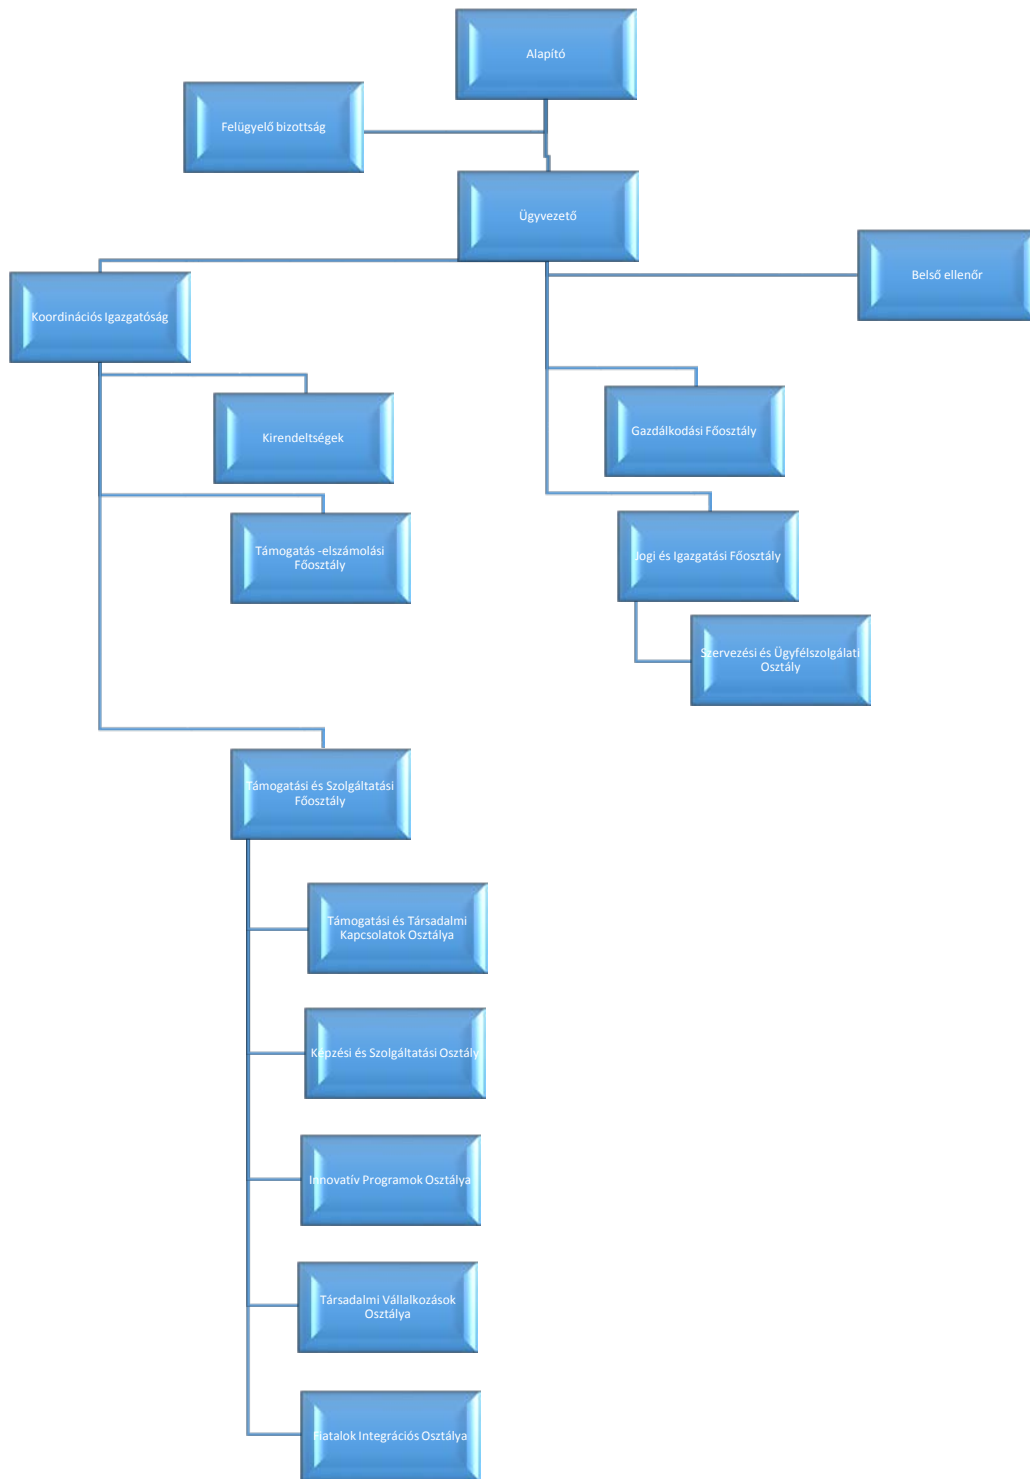 Alapító
Felügyelő bizottság
Ügyvezető
Belső ellenőr
Koordinációs Igazgatóság
Gazdálkodási Főosztály
Kirendeltségek
Támogatás -elszámolási
Főosztály
Jogi és Igazgatási Főosztály
Szervezési és Ügyfélszolgálati
Osztály
Támogatási és Szolgáltatási
Főosztály
Támogatási és Társadalmi
Kapcsolatok Osztálya
Képzési és Szolgáltatási Osztály
Innovatív Programok Osztálya
Társadalmi Vállalkozások
Osztálya
Fiatalok Integrációs Osztálya